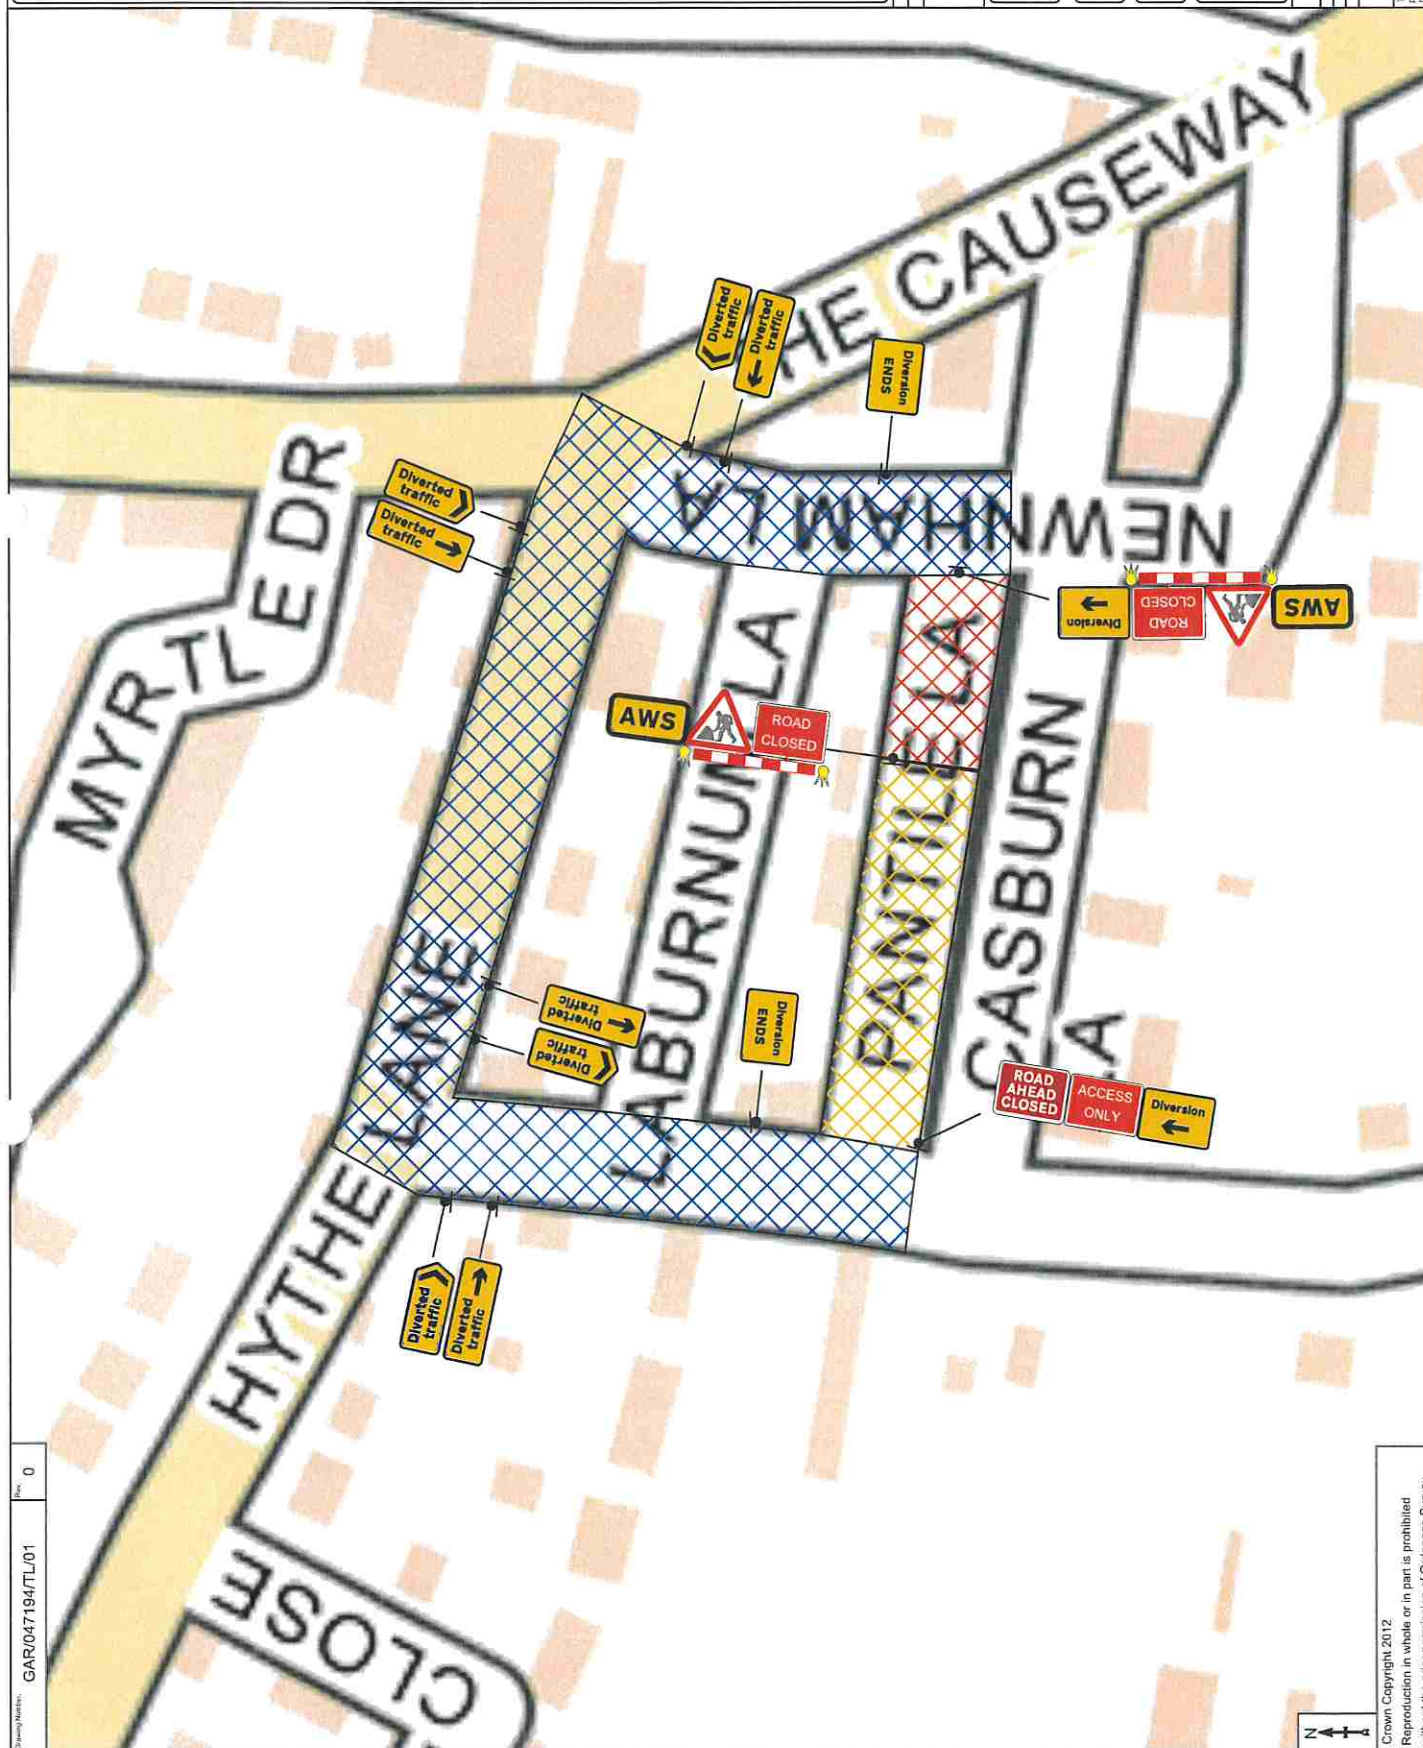 Drawing Number.
GAR/047194/TL/01
Rev.
0
MYRTLE DR
THE CAUSEWAY
HYTHE LANE
CLOSE
LABURNUM LA
PANTILE LA
CASBURN
LA
NEWNHAM LA
Diverted
traffic
Diverted
traffic
Diverted
traffic
Diverted
traffic
Diversion
ENDS
AWS
ROAD
CLOSED
Diversion
ROAD
CLOSED
AWS
Diverted
traffic
Diverted
traffic
Diversion
ENDS
ROAD
AHEAD
CLOSED
ACCESS
ONLY
Diversion
Diverted
traffic
Diverted
traffic
N
Crown Copyright 2012
Reproduction in whole or in part is prohibited